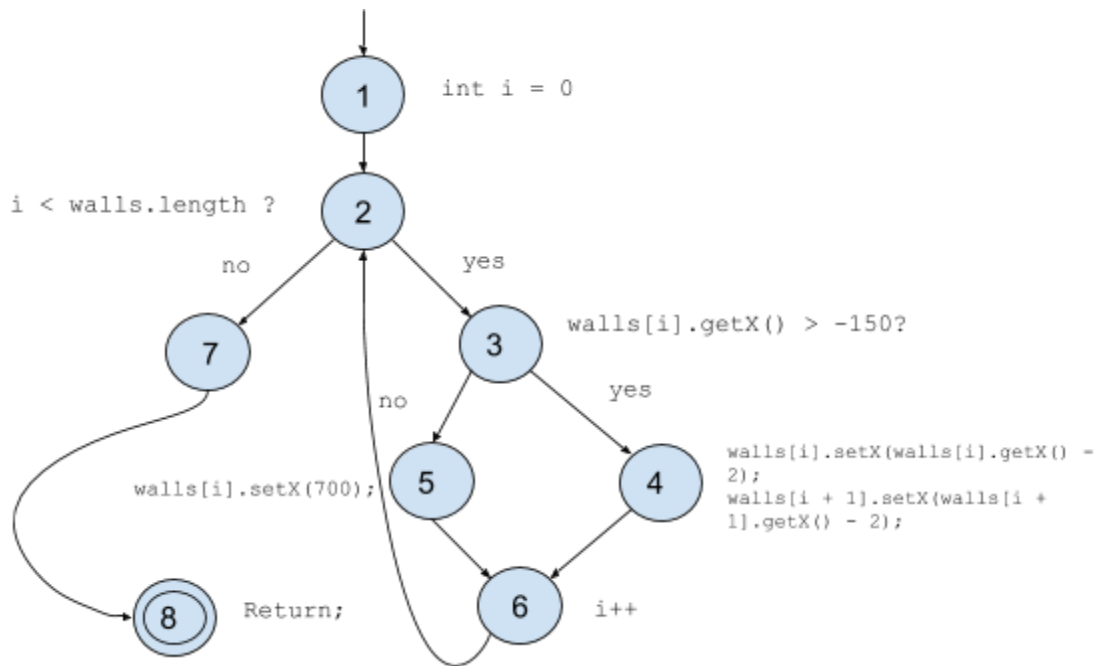 1
int i = 0
i < walls.length ?
2
no
yes
7
3
walls[i].getX() > -150?
no
yes
walls[i].setX(700);
5
4
walls[i].setX(walls[i].getX() -
2);
walls[i + 1].setX(walls[i +
1].getX() - 2);
8
Return;
6
i++